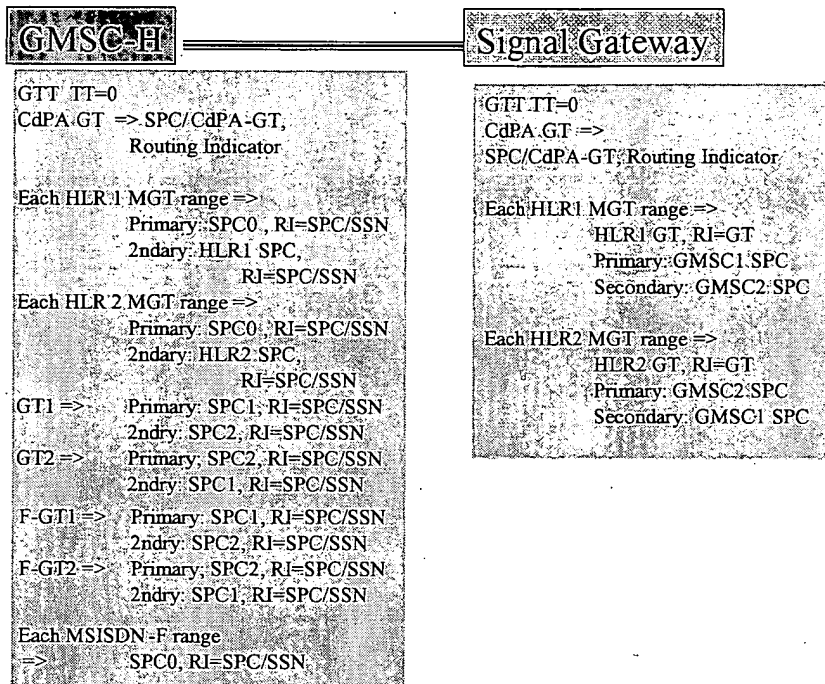 GMSC-H
GTT TT=0
CdPA GT => SPC/CdPA-GT,
Routing Indicator
Each HLR 1 MGT range =>
Primary: SPC0, RI=SPC/SSN
2ndary: HLR1 SPC,
RI=SPC/SSN
Each HLR 2 MGT range =>
Primary: SPC0, RI=SPC/SSN
2ndary: HLR2 SPC,
RI=SPC/SSN
GT1 => Primary: SPC1, RI=SPC/SSN
2ndry: SPC2, RI=SPC/SSN
GT2 => Primary; SPC2, RI=SPC/SSN
2ndry: SPC1, RI=SPC/SSN
F-GT1=> Primary: SPC1, RI=SPC/SSN
2ndry: SPC2, RI=SPC/SSN
F-GT2=> Primary; SPC2, RI=SPC/SSN
2ndry: SPC1, RI=SPC/SSN
Each MSISDN-F range
=> SPC0, RI=SPC/SSN
Signal Gateway
GTT TT=0
CdPA GT =>
SPC/CdPA-GT, Routing Indicator
Each HLR1 MGT range =>
HLR1 GT, RI=GT
Primary: GMSC1 SPC
Secondary: GMSC2 SPC
Each HLR2 MGT range =>
HLR2 GT, RI=GT
Primary: GMSC2 SPC
Secondary: GMSC1 SPC